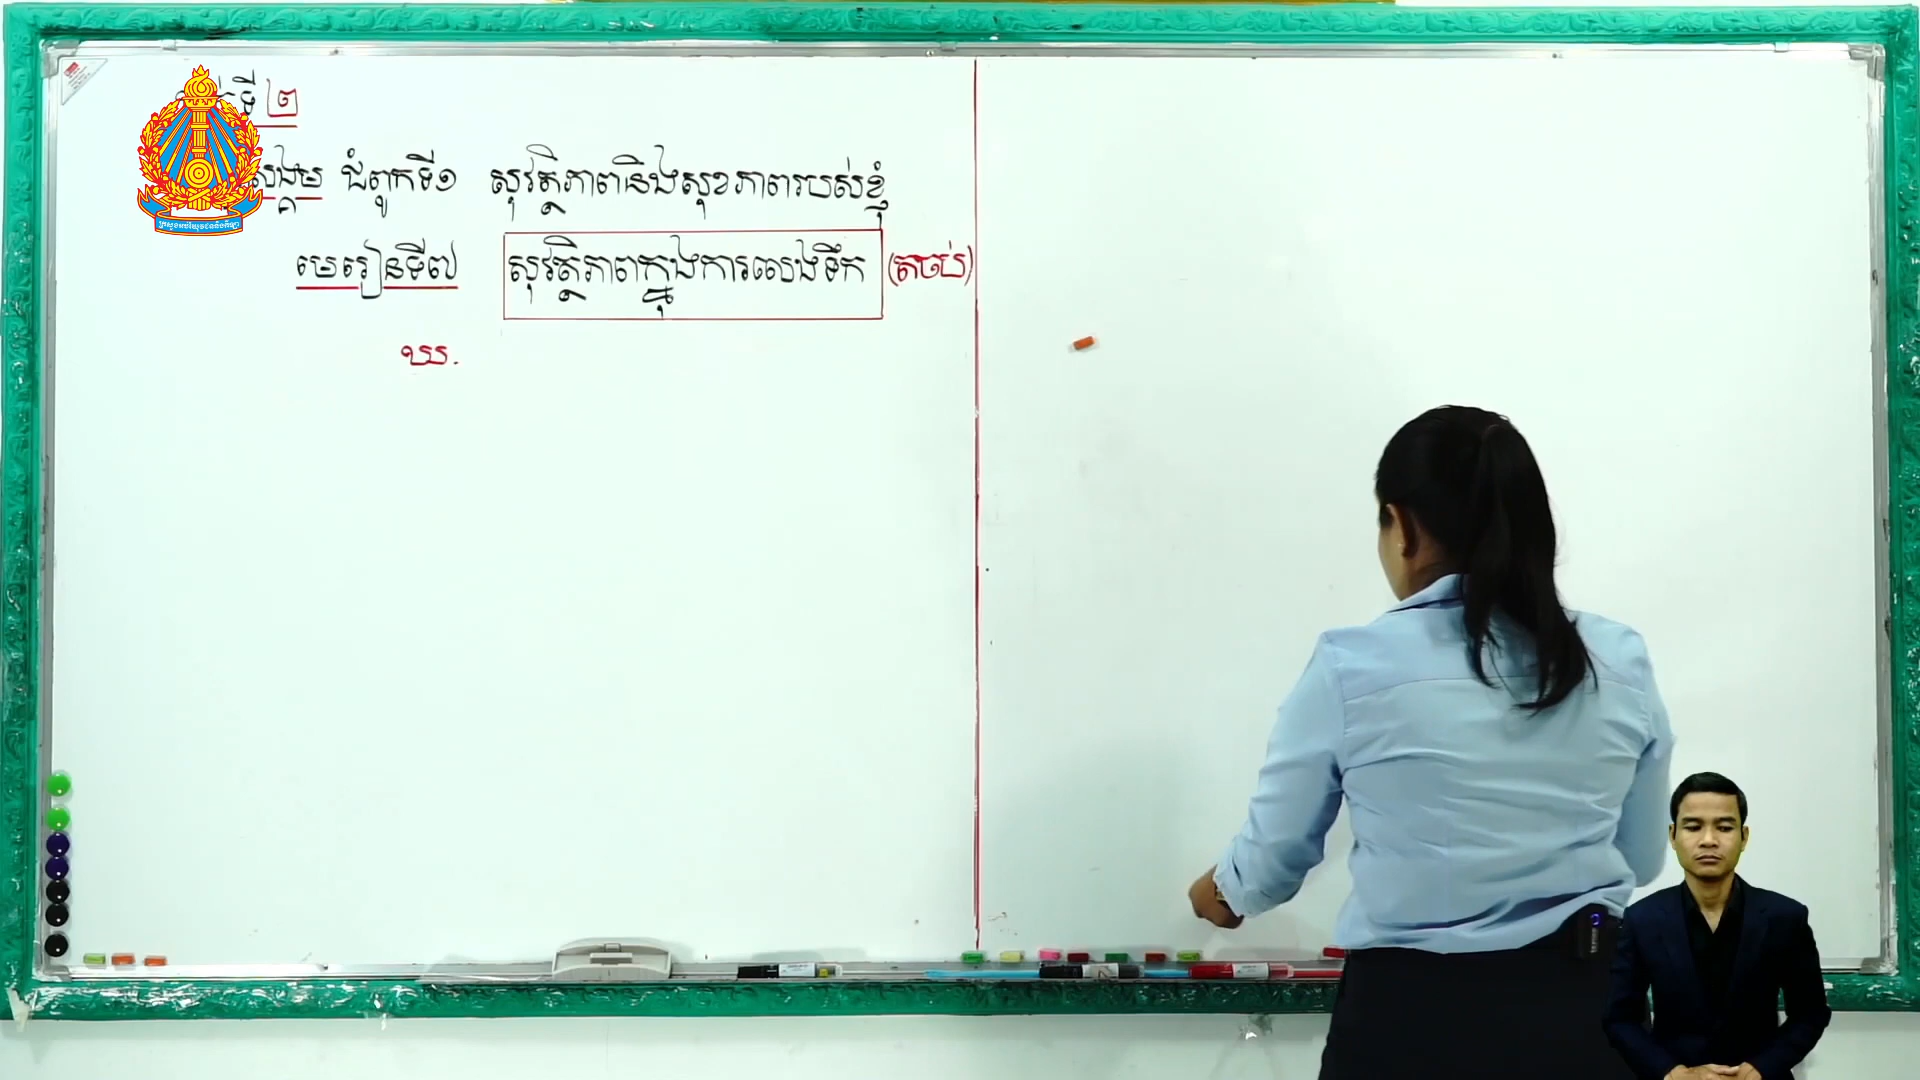 ទី ២
សង្គម ជំពូកទី១ សុវត្ថិភាពនិងសុខភាពរបស់ខ្ញុំ
មេរៀនទី៧ សុវត្ថិភាពក្នុងការលេងទឹក (តចប់)
ឃ.